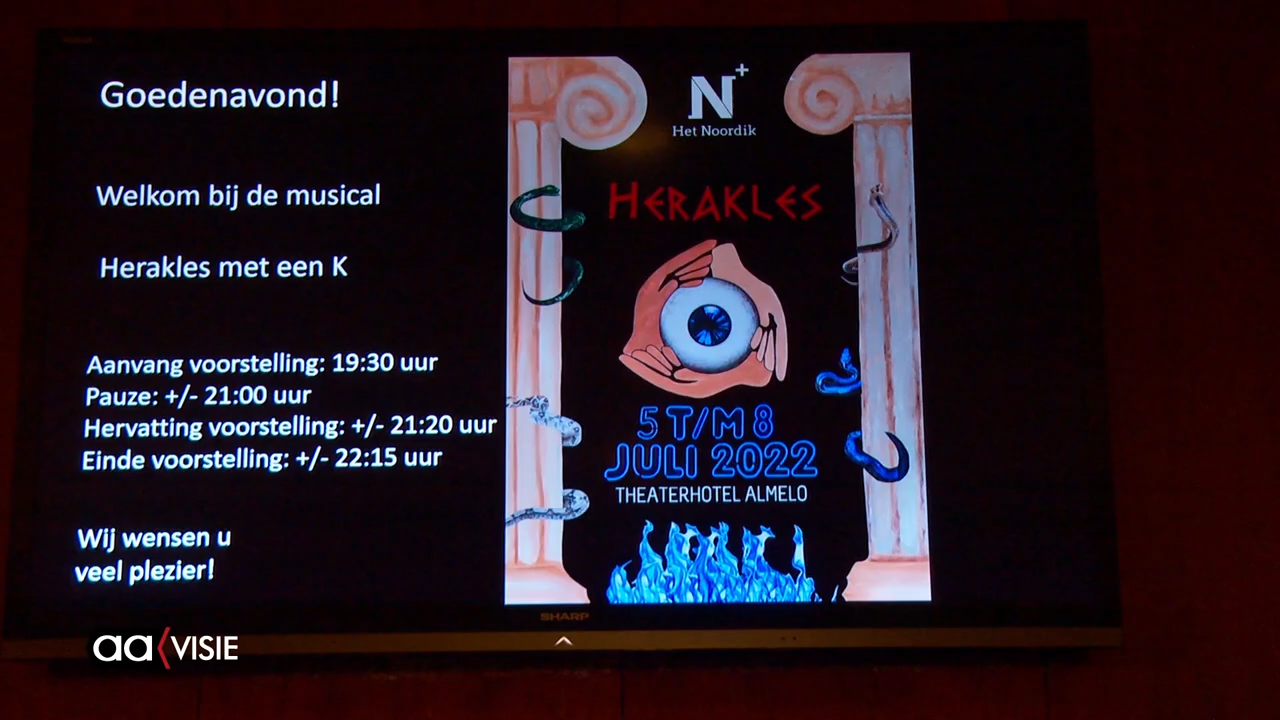 Goedenavond!
Welkom bij de musical
Herakles met een K
Aanvang voorstelling: 19:30 uur
Pauze: +/- 21:00 uur
Hervatting voorstelling: +/- 21:20 uur
Einde voorstelling: +/- 22:15 uur
Wij wensen u
veel plezier!
N+
Het Noordik
HERAKLES
5 T/M 8
JULI 2022
THEATERHOTEL ALMELO
SHARP
aa VISIE